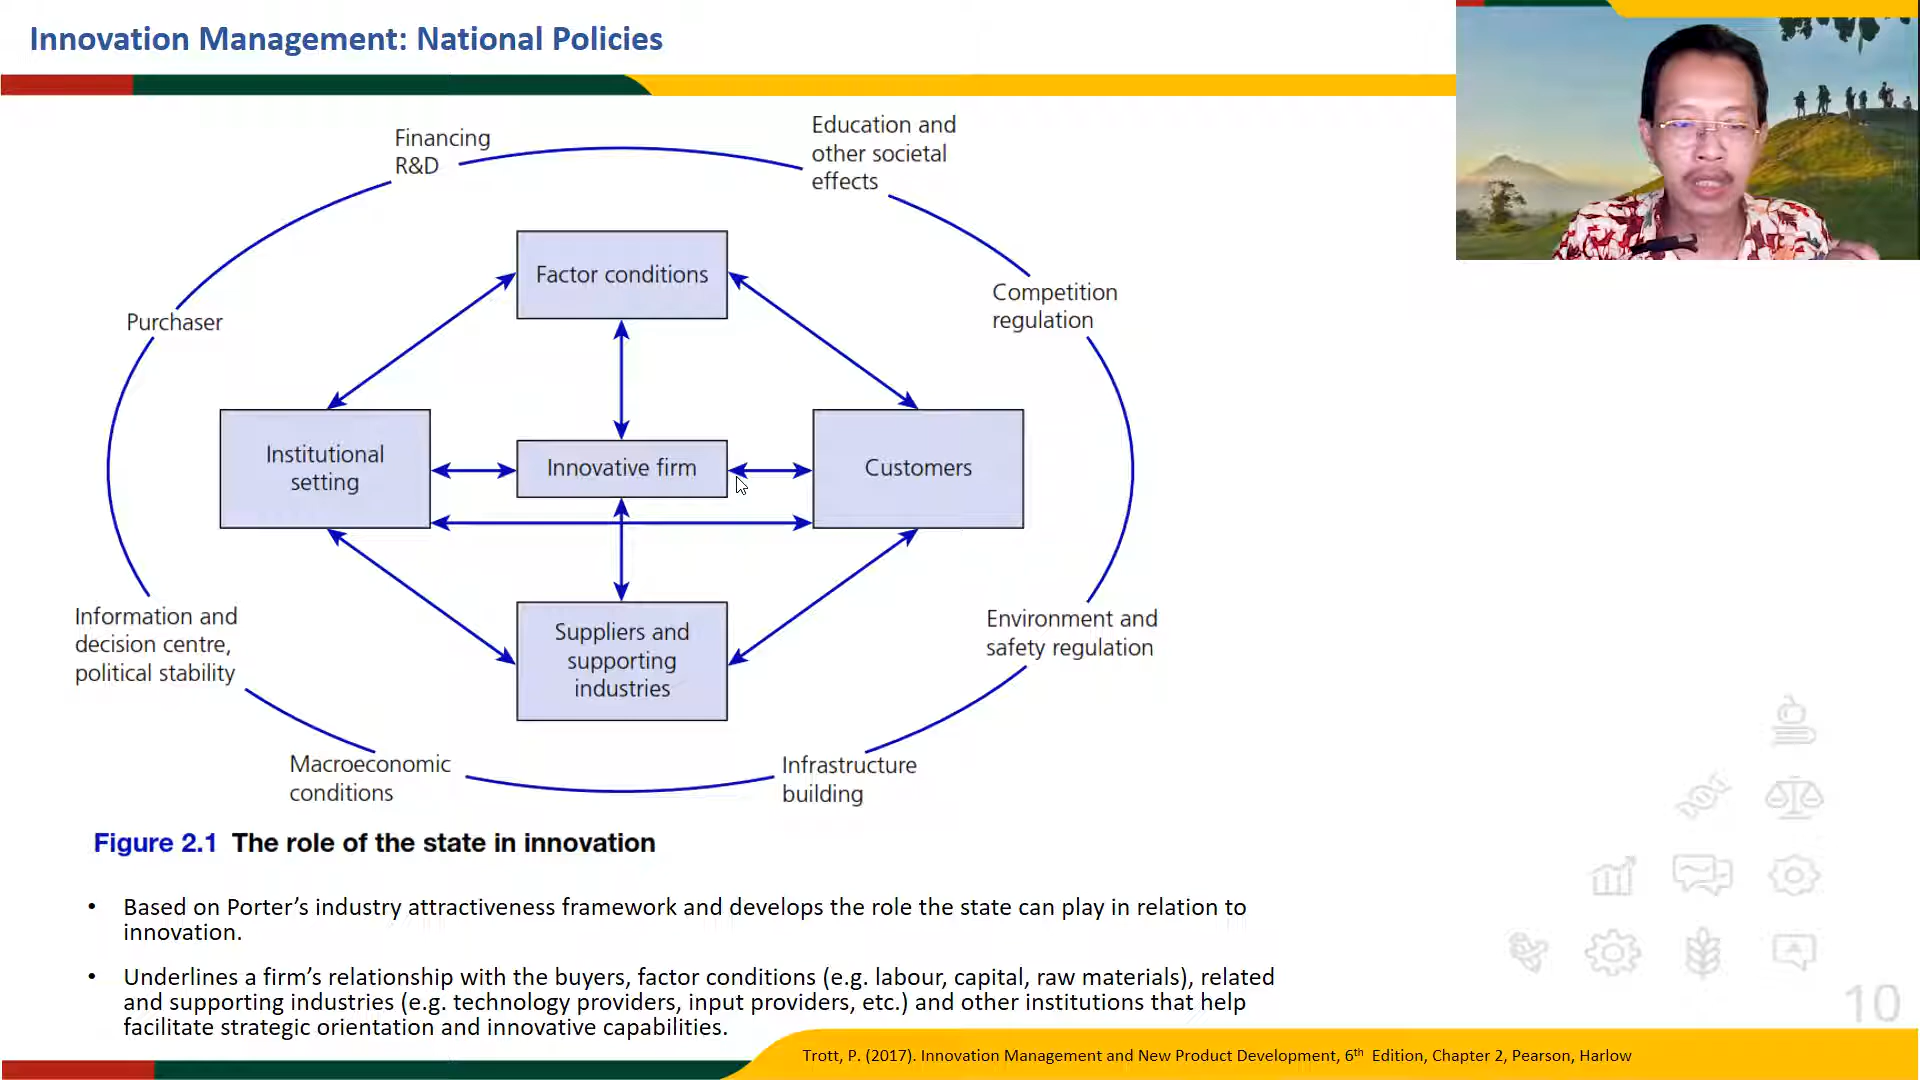 Innovation Management: National Policies
Financing
R&D
Education and
other societal
effects
Factor conditions
Competition
regulation
Purchaser
Institutional
setting
Innovative firm
Customers
Information and
decision centre,
political stability
Suppliers and
supporting
industries
Environment and
safety regulation
Macroeconomic
conditions
Infrastructure
building
Figure 2.1 The role of the state in innovation
• Based on Porter’s industry attractiveness framework and develops the role the state can play in relation to
innovation.
• Underlines a firm’s relationship with the buyers, factor conditions (e.g. labour, capital, raw materials), related
and supporting industries (e.g. technology providers, input providers, etc.) and other institutions that help
facilitate strategic orientation and innovative capabilities.
10
Trott, P. (2017). Innovation Management and New Product Development, 6th Edition, Chapter 2, Pearson, Harlow